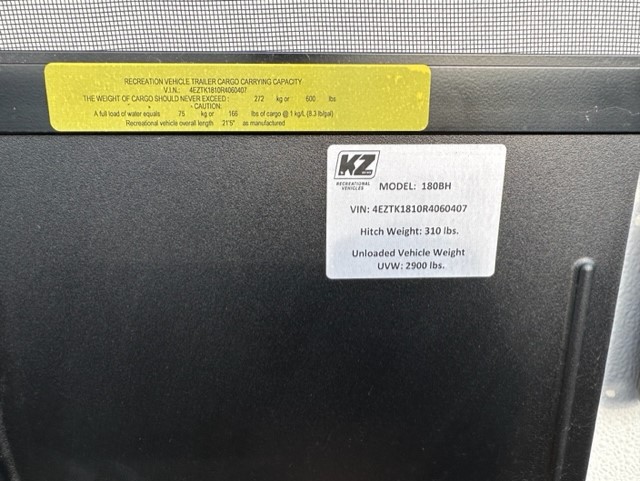 RECREATION VEHICLE TRAILER CARGO CARRYING CAPACITY
V.I.N.: 4EZTK1810R4060407
THE WEIGHT OF CARGO SHOULD NEVER EXCEED: 272 kg or 600 lbs
- CAUTION:
A full load of water equals 75 kg or 166 lbs of cargo @ 1 kg/L (8.3 lb/gal)
Recreational vehicle overall length 21'5" as manufactured
KZ
RECREATIONAL
VEHICLES
MODEL: 180BH
VIN: 4EZTK1810R4060407
Hitch Weight: 310 lbs.
Unloaded Vehicle Weight
UVW: 2900 lbs.